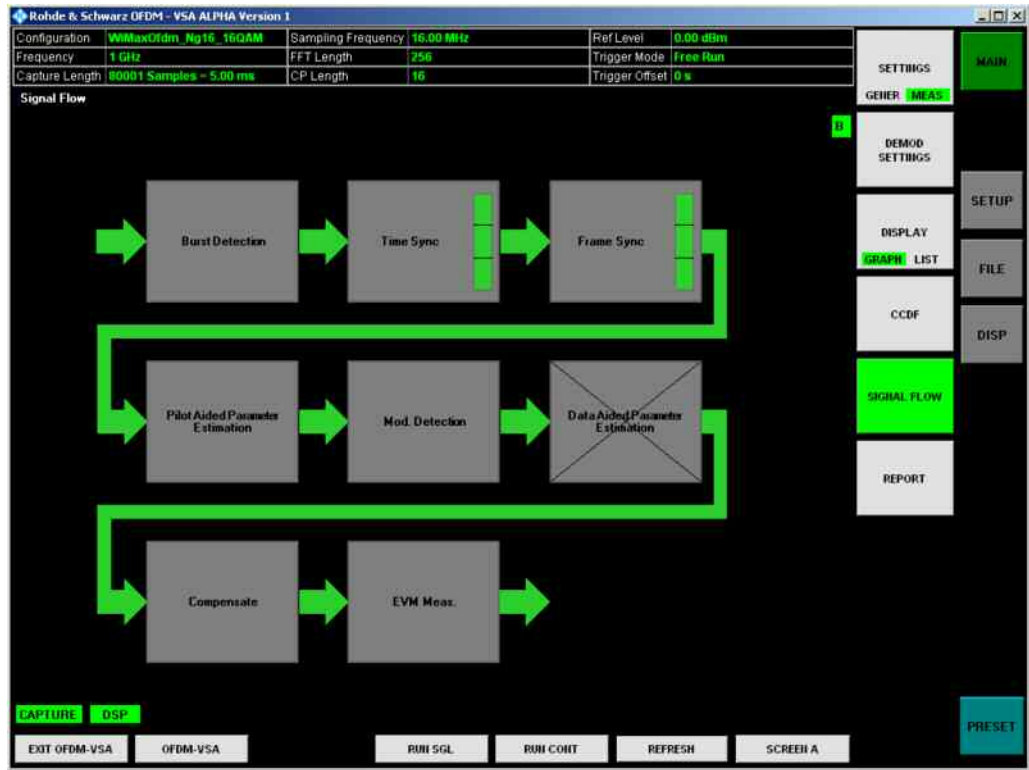 Rohde & Schwarz OFDM - VSA ALPHA Version 1
Configuration WiMaxOfdm_Ng16_16QAM Sampling Frequency 16.00 MHz Ref Level 0.00 dBm
Frequency 1 GHz FFT Length 256 Trigger Mode Free Run
Capture Length 80001 Samples = 5.00 ms CP Length 16 Trigger Offset 0 s
Signal Flow
B
Burst Detection
Time Sync
Frame Sync
Pilot Aided Parameter
Estimation
Mod. Detection
Data Aided Parameter
Estimation
Compensate
EVM Meas.
SETTINGS
GENER MEAS
DEMOD
SETTINGS
DISPLAY
GRAPH LIST
CCDF
SIGNAL FLOW
REPORT
MAIN
SETUP
FILE
DISP
PRESET
CAPTURE DSP
EXIT OFDM-VSA OFDM-VSA RUN SGL RUN CONT REFRESH SCREEN A